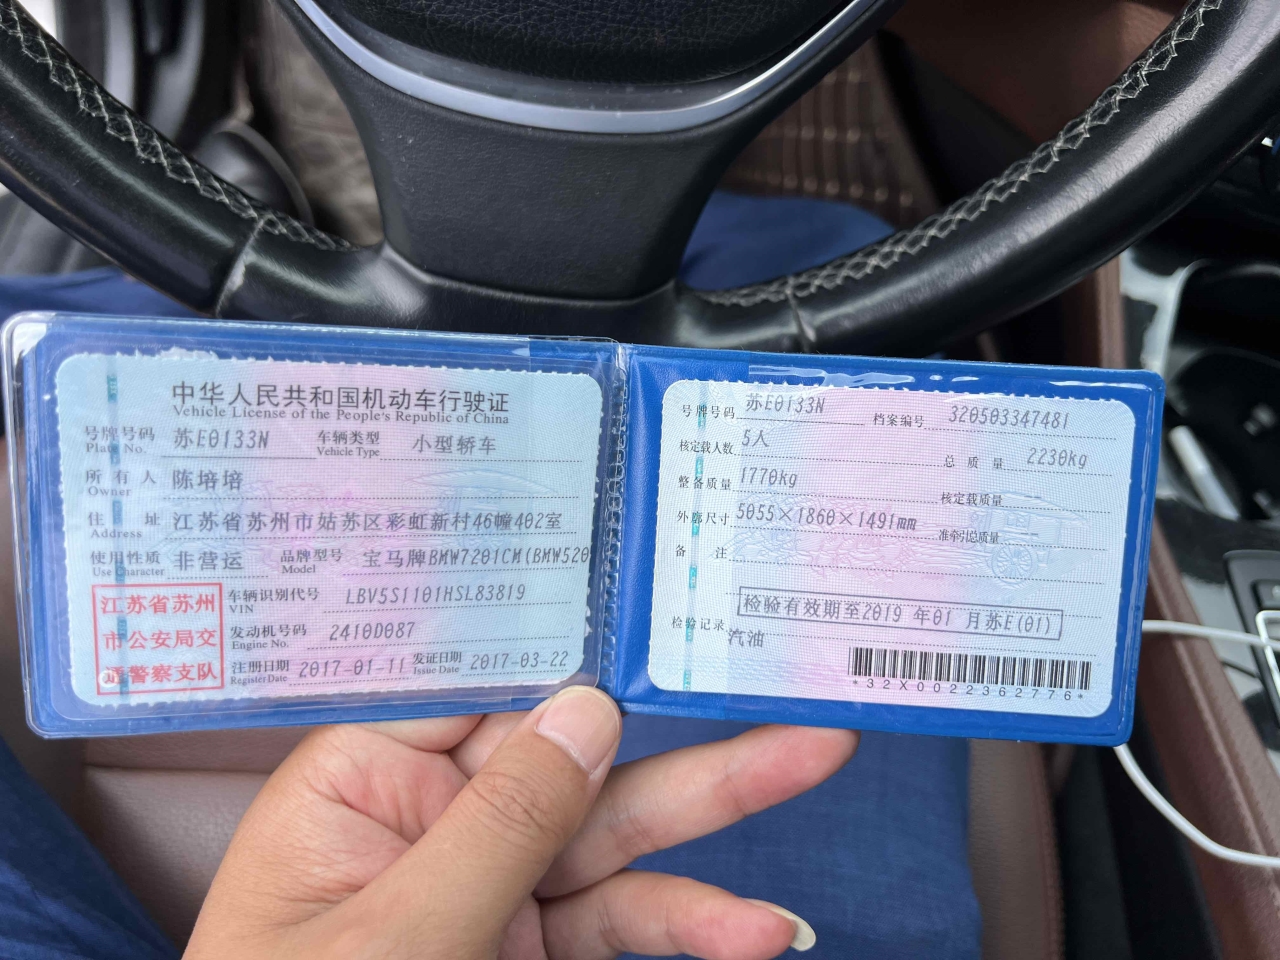 中华人民共和国机动车行驶证
Vehicle License of the People's Republic of China
号牌号码 苏E0133N 车辆类型 小型轿车
Plate No. Vehicle Type
所有人 陈培培
Owner
住址 江苏省苏州市姑苏区彩虹新村46幢402室
Address
使用性质 非营运 品牌型号 宝马牌BMW7201CM(BMW520
Use Character Model
江苏省苏州
市公安局交
通警察支队
车辆识别代号 LBV5S1101HSL83819
VIN
发动机号码 2410D087
Engine No.
注册日期 2017-01-11 发证日期 2017-03-22
Register Date Issue Date
号牌号码 苏E0133N 档案编号 320503347481
核定载人数 5人 总质量 2230kg
整备质量 1770kg 核定载质量
外廓尺寸 5055×1860×1491mm 准牵引总质量
备注
检验有效期至2019 年01 月苏E(01)
检验记录
汽油
*32X0022362776*